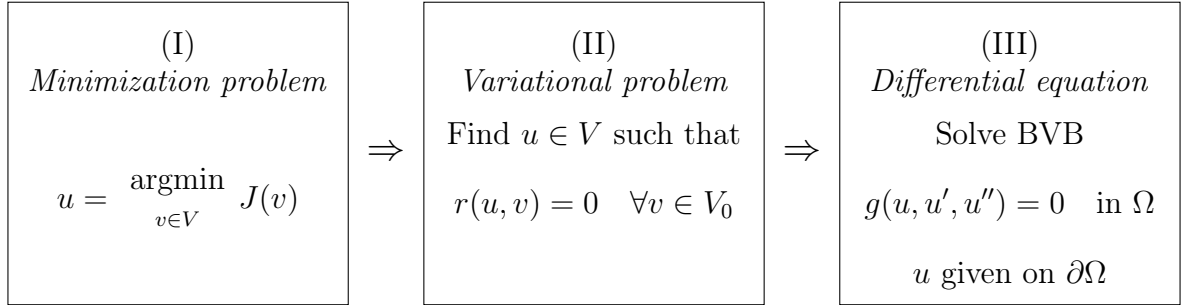 (I)
Minimization problem
u = argmin J(v)
v∈V
⇒
(II)
Variational problem
Find u ∈ V such that
r(u, v) = 0 ∀v ∈ V₀
⇒
(III)
Differential equation
Solve BVB
g(u, u′, u′′) = 0 in Ω
u given on ∂Ω